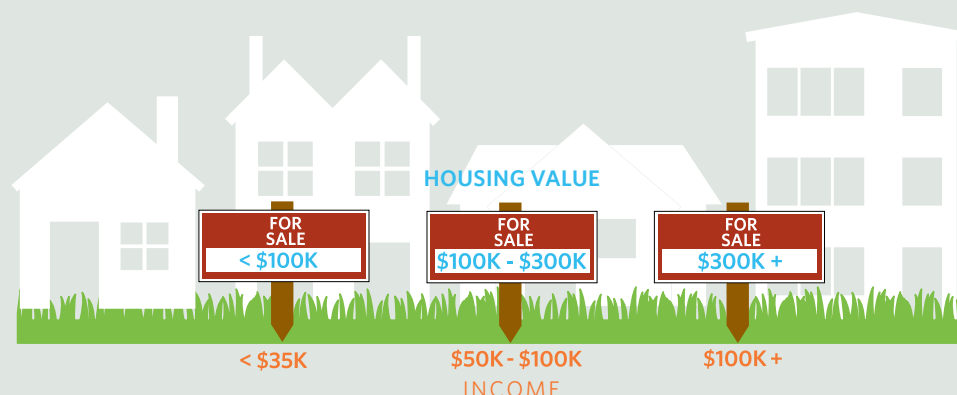 HOUSING VALUE
FOR
SALE
< $100K
FOR
SALE
$100K - $300K
FOR
SALE
$300K +
< $35K
$50K - $100K
$100K +
INCOME